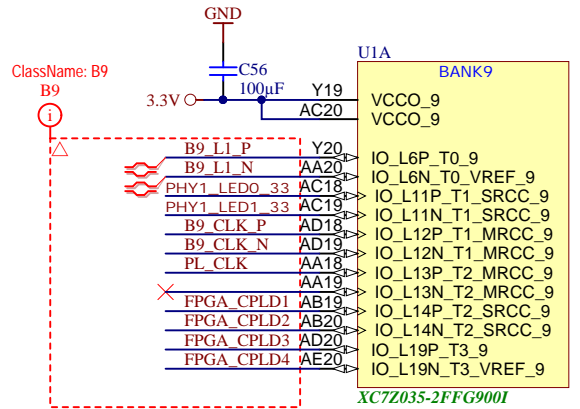 GND
U1A
ClassName: B9
B9
i
C56
100µF
BANK9
3.3V
Y19
VCCO_9
AC20
VCCO_9
B9_L1_P
Y20
IO_L6P_T0_9
B9_L1_N
AA20
IO_L6N_T0_VREF_9
PHY1_LED0_33
AC18
IO_L11P_T1_SRCC_9
PHY1_LED1_33
AC19
IO_L11N_T1_SRCC_9
B9_CLK_P
AD18
IO_L12P_T1_MRCC_9
B9_CLK_N
AD19
IO_L12N_T1_MRCC_9
PL_CLK
AA18
IO_L13P_T2_MRCC_9
AA19
IO_L13N_T2_MRCC_9
FPGA_CPLD1
AB19
IO_L14P_T2_SRCC_9
FPGA_CPLD2
AB20
IO_L14N_T2_SRCC_9
FPGA_CPLD3
AD20
IO_L19P_T3_9
FPGA_CPLD4
AE20
IO_L19N_T3_VREF_9
XC7Z035-2FFG900I